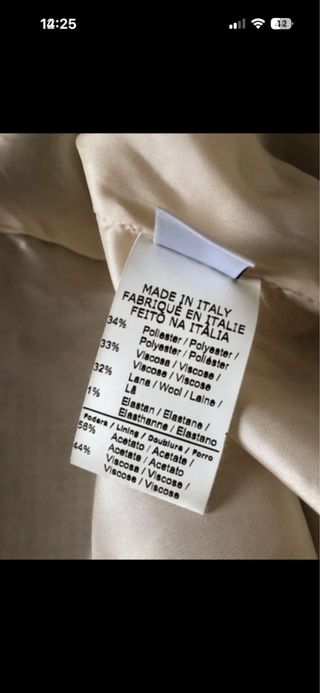 12
MADE IN ITALY
FABRIQUÉ EN ITALIE
FEITO NA ITÁLIA
34% Poliester / Polyester /
Polyester / Poliéster
33% Viscosa / Viscose /
Viscose / Viscose
32% Lana / Wool / Laine /
Lã
1% Elastan / Elastane /
Elasthanne / Elastano
Fodera / Lining / Doublure / Forro
56% Acetato / Acetate /
Acetate / Acetato
44% Viscosa / Viscose /
Viscose / Viscose